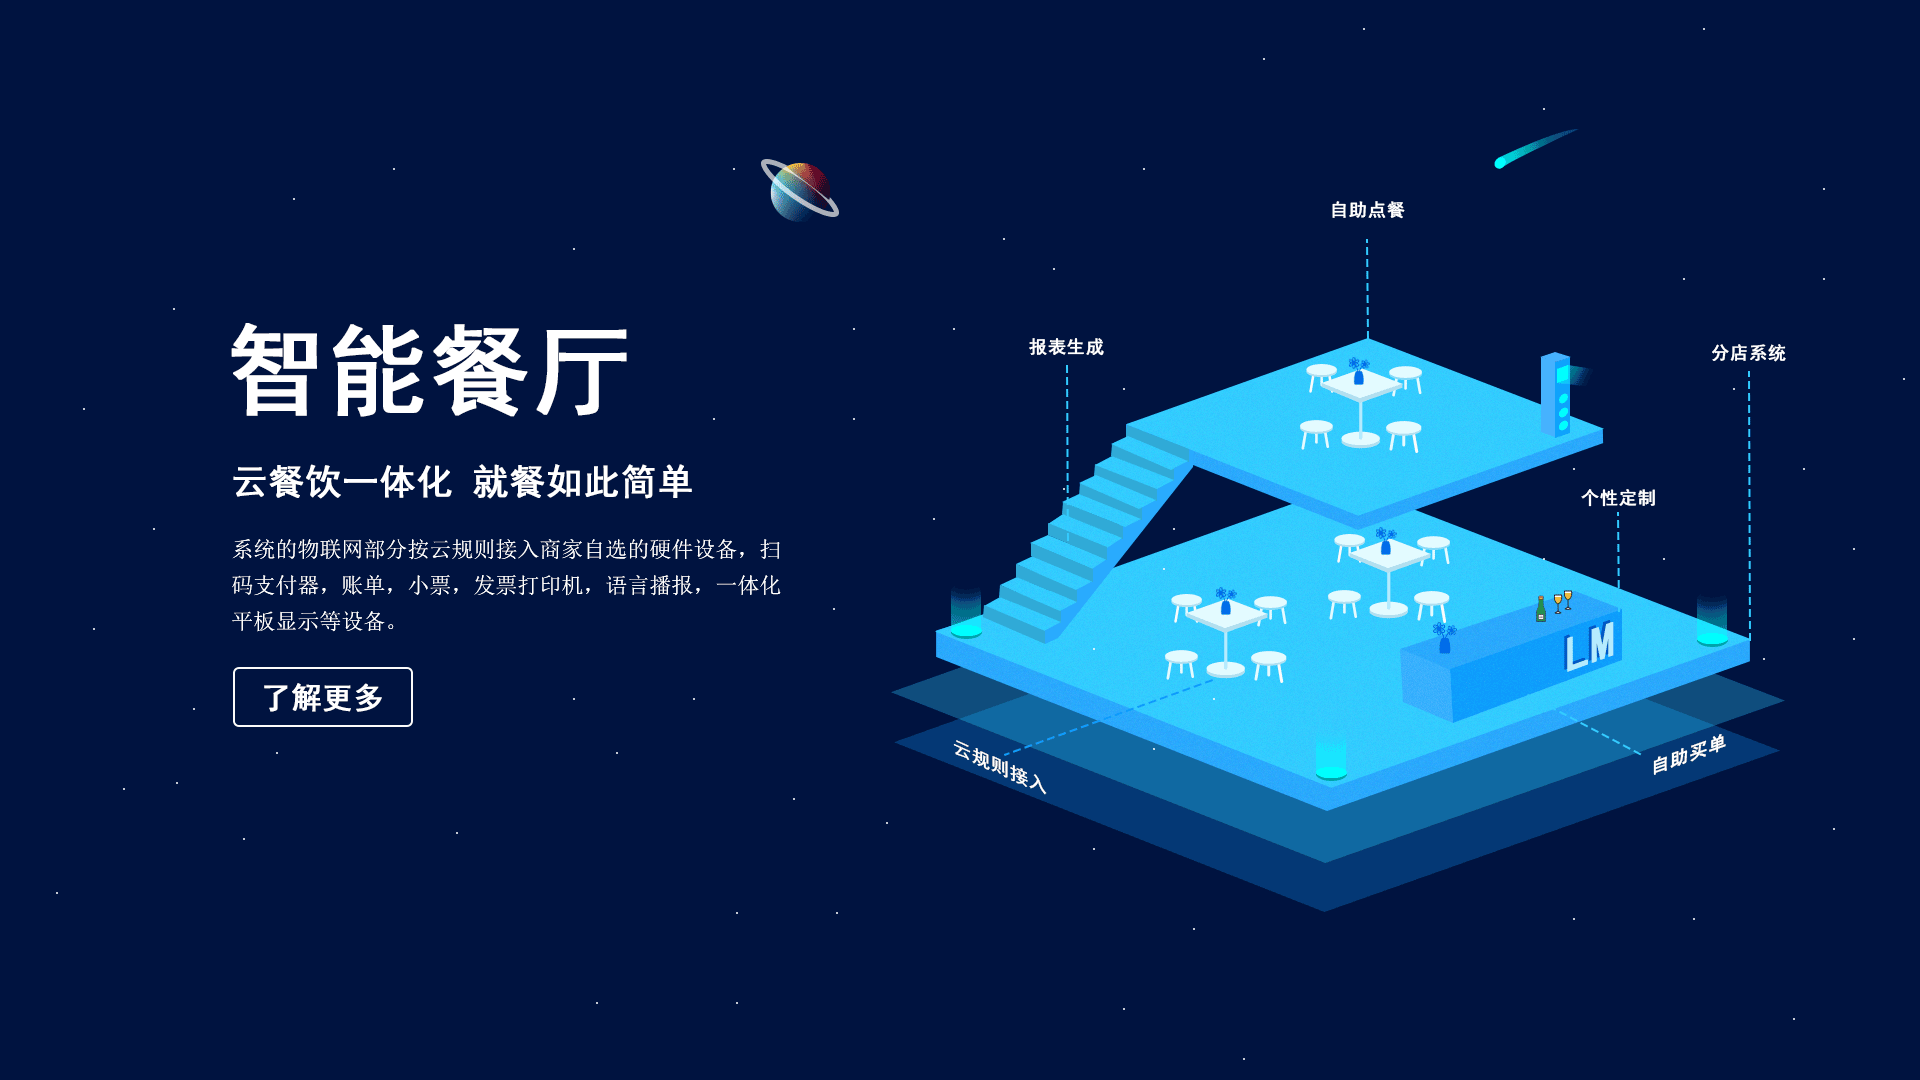 智能餐厅
云餐饮一体化 就餐如此简单
系统的物联网部分按云规则接入商家自选的硬件设备，扫
码支付器，账单，小票，发票打印机，语言播报，一体化
平板显示等设备。
了解更多
自助点餐
报表生成
分店系统
个性定制
LM
云规则接入
自助买单